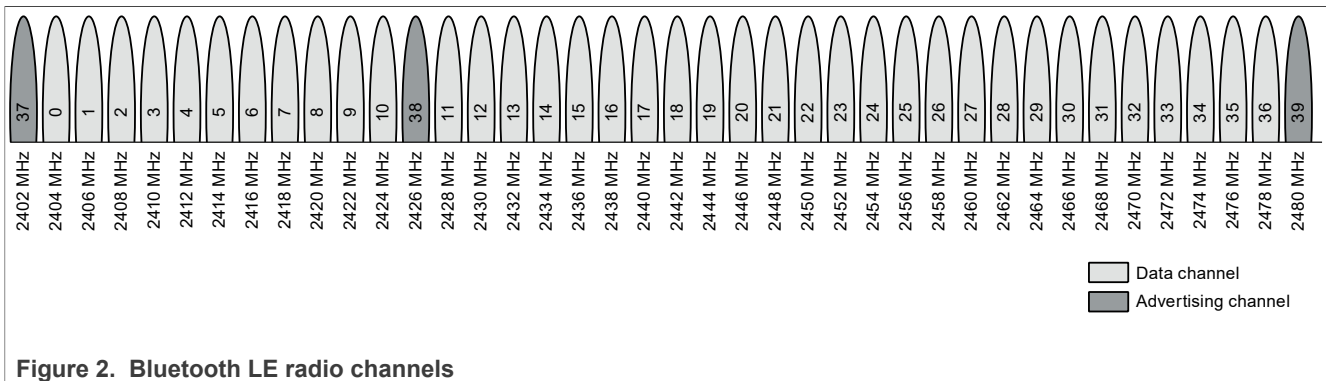 37 0 1 2 3 4 5 6 7 8 9 10 38 11 12 13 14 15 16 17 18 19 20 21 22 23 24 25 26 27 28 29 30 31 32 33 34 35 36 39
2402 MHz 2404 MHz 2406 MHz 2408 MHz 2410 MHz 2412 MHz 2414 MHz 2416 MHz 2418 MHz 2420 MHz 2422 MHz 2424 MHz 2426 MHz 2428 MHz 2430 MHz 2432 MHz 2434 MHz 2436 MHz 2438 MHz 2440 MHz 2442 MHz 2444 MHz 2446 MHz 2448 MHz 2450 MHz 2452 MHz 2454 MHz 2456 MHz 2458 MHz 2460 MHz 2462 MHz 2464 MHz 2466 MHz 2468 MHz 2470 MHz 2472 MHz 2474 MHz 2476 MHz 2478 MHz 2480 MHz
Data channel
Advertising channel
Figure 2. Bluetooth LE radio channels